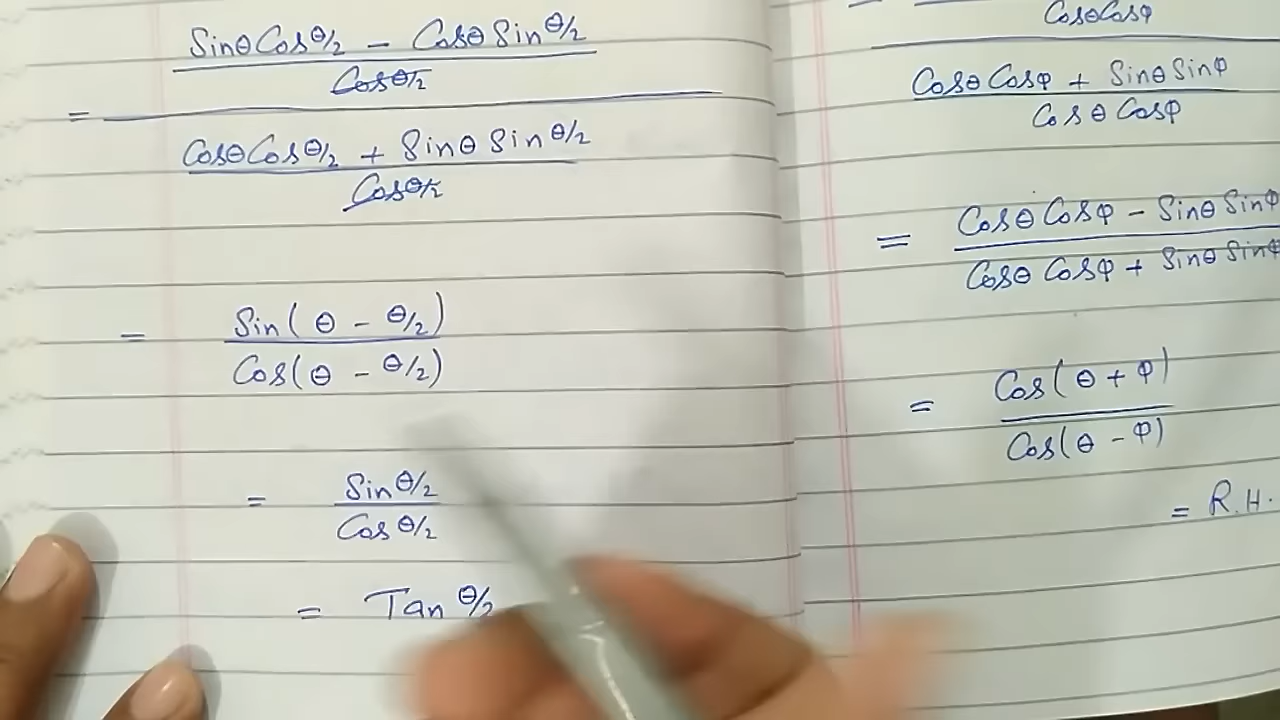 Sinθ Cosθ/2 - Cosθ Sinθ/2
Cosθ/2
=
Cosθ Cosθ/2 + Sinθ Sinθ/2
Cosθ/2
= Sin(θ - θ/2)
Cos(θ - θ/2)
= Sinθ/2
Cosθ/2
= Tan θ/2
CosθCosφ
Cosθ Cosφ + Sinθ Sinφ
Cosθ Cosφ
= Cosθ Cosφ - Sinθ Sinφ
Cosθ Cosφ + Sinθ Sinφ
= Cos(θ + φ)
Cos(θ - φ)
= R.H.